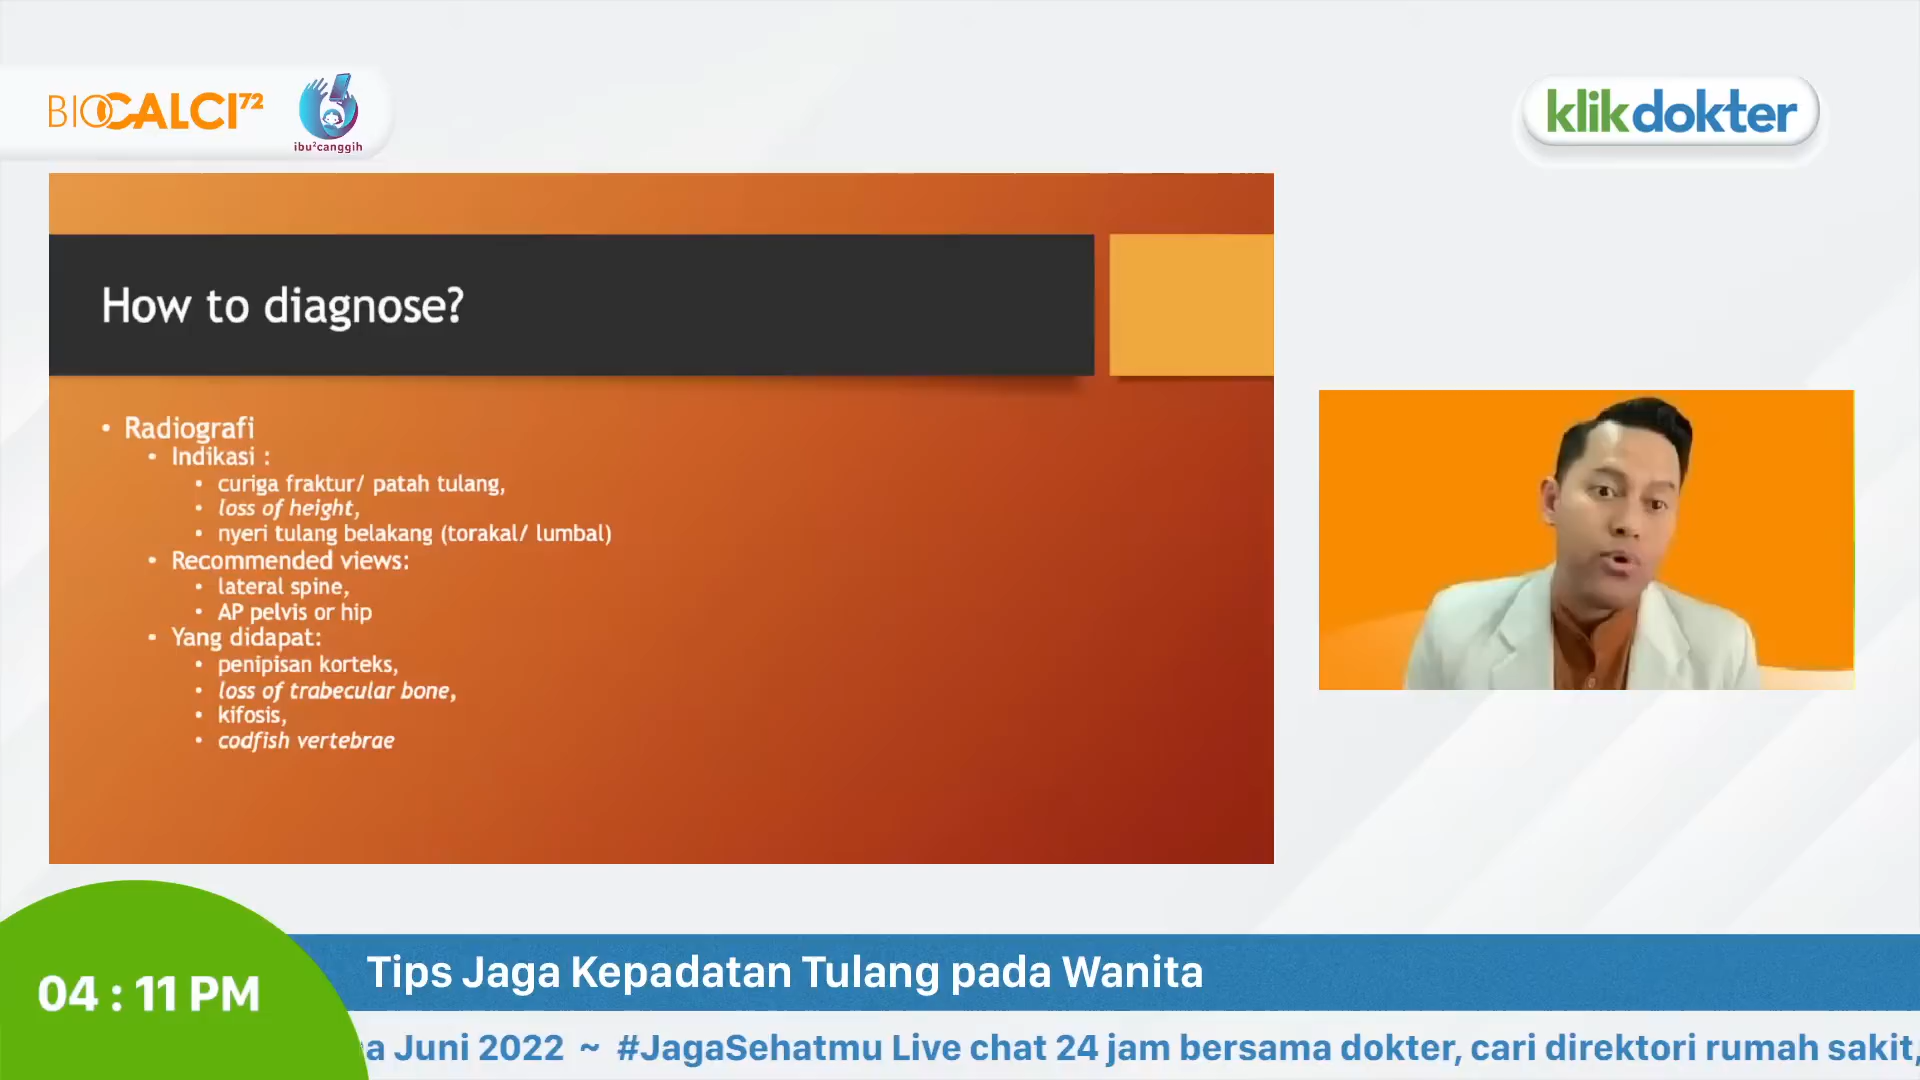 BIOCALCI72
ibu²canggih
klikdokter
How to diagnose?
• Radiografi
• Indikasi :
• curiga fraktur/ patah tulang,
• loss of height,
• nyeri tulang belakang (torakal/ lumbal)
• Recommended views:
• lateral spine,
• AP pelvis or hip
• Yang didapat:
• penipisan korteks,
• loss of trabecular bone,
• kifosis,
• codfish vertebrae
04 : 11 PM
Tips Jaga Kepadatan Tulang pada Wanita
a Juni 2022 ~ #JagaSehatmu Live chat 24 jam bersama dokter, cari direktori rumah sakit,